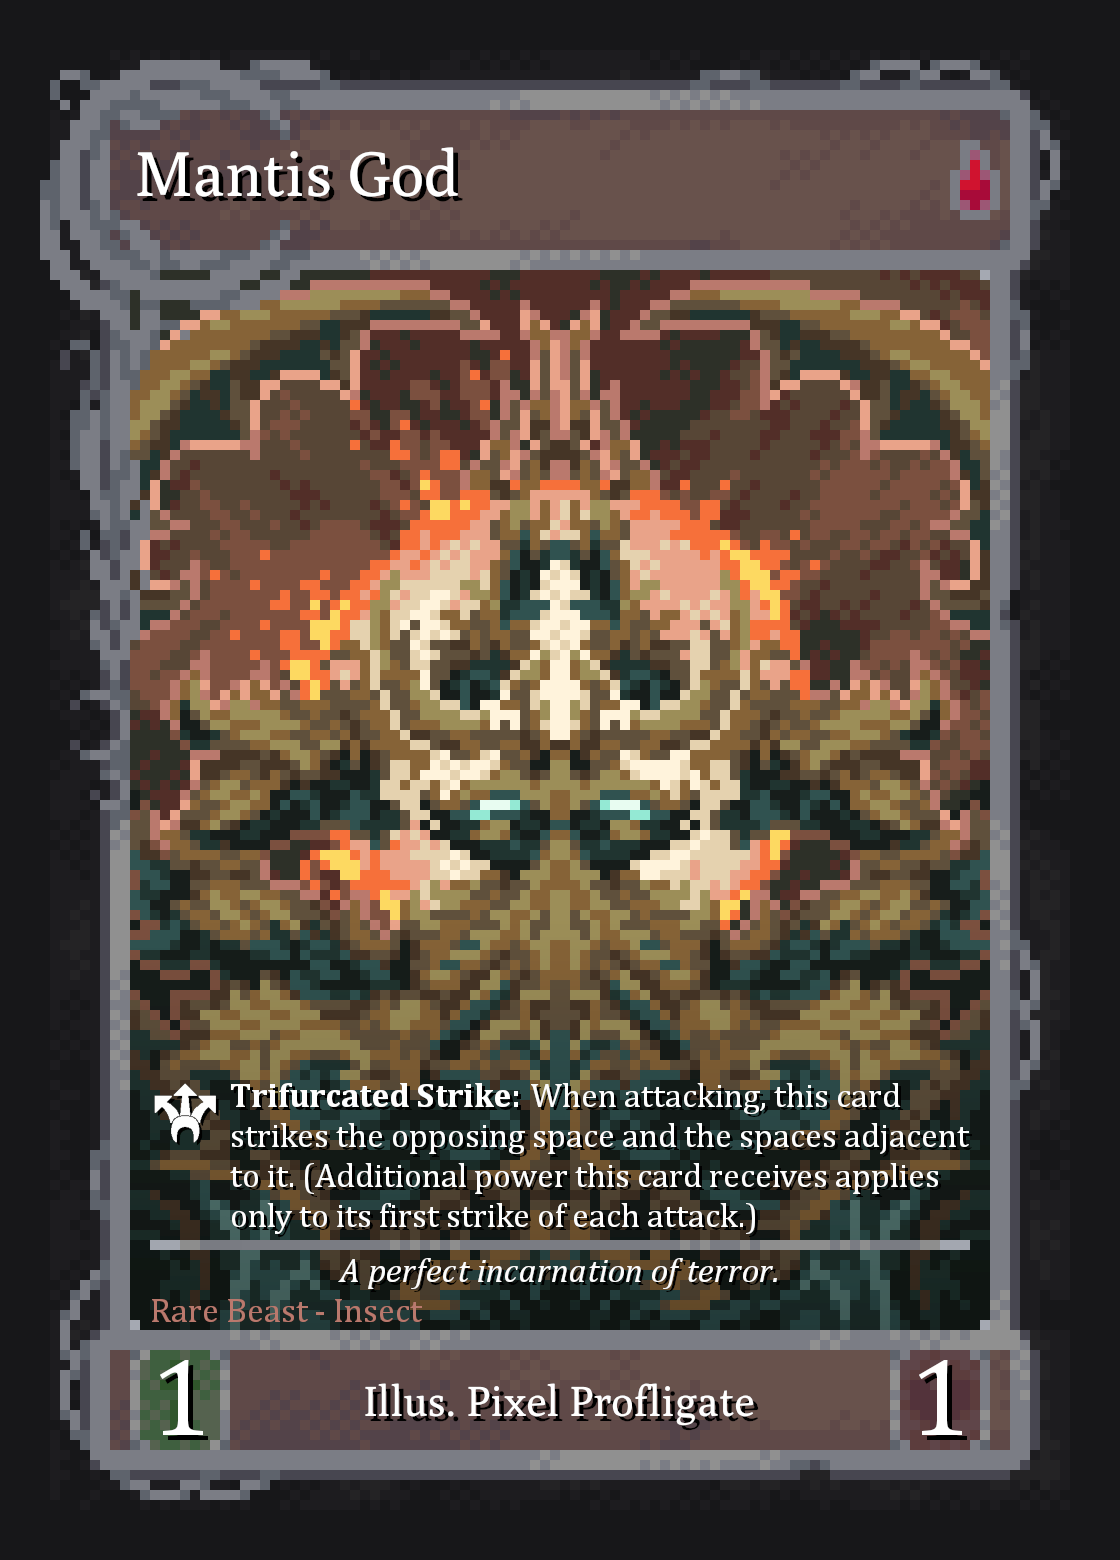 Mantis God
Trifurcated Strike: When attacking, this card
strikes the opposing space and the spaces adjacent
to it. (Additional power this card receives applies
only to its first strike of each attack.)
A perfect incarnation of terror.
Rare Beast - Insect
1
Illus. Pixel Profligate
1